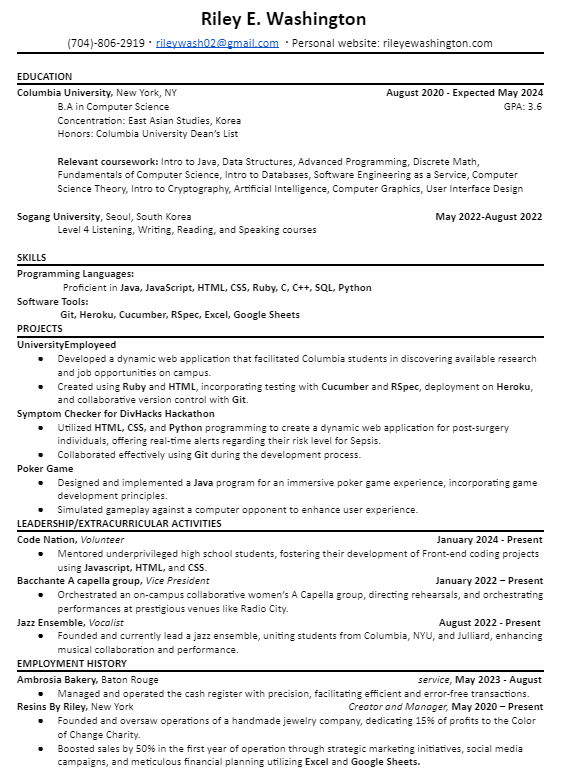 Riley E. Washington
(704)-806-2919 · rileywash02@gmail.com · Personal website: rileyewashington.com
EDUCATION
Columbia University, New York, NY August 2020 - Expected May 2024
B.A in Computer Science GPA: 3.6
Concentration: East Asian Studies, Korea
Honors: Columbia University Dean's List
Relevant coursework: Intro to Java, Data Structures, Advanced Programming, Discrete Math,
Fundamentals of Computer Science, Intro to Databases, Software Engineering as a Service, Computer
Science Theory, Intro to Cryptography, Artificial Intelligence, Computer Graphics, User Interface Design
Sogang University, Seoul, South Korea May 2022-August 2022
Level 4 Listening, Writing, Reading, and Speaking courses
SKILLS
Programming Languages:
Proficient in Java, JavaScript, HTML, CSS, Ruby, C, C++, SQL, Python
Software Tools:
Git, Heroku, Cucumber, RSpec, Excel, Google Sheets
PROJECTS
UniversityEmployeed
● Developed a dynamic web application that facilitated Columbia students in discovering available research
and job opportunities on campus.
● Created using Ruby and HTML, incorporating testing with Cucumber and RSpec, deployment on Heroku,
and collaborative version control with Git.
Symptom Checker for DivHacks Hackathon
● Utilized HTML, CSS, and Python programming to create a dynamic web application for post-surgery
individuals, offering real-time alerts regarding their risk level for Sepsis.
● Collaborated effectively using Git during the development process.
Poker Game
● Designed and implemented a Java program for an immersive poker game experience, incorporating game
development principles.
● Simulated gameplay against a computer opponent to enhance user experience.
LEADERSHIP/EXTRACURRICULAR ACTIVITIES
Code Nation, Volunteer January 2024 - Present
● Mentored underprivileged high school students, fostering their development of Front-end coding projects
using Javascript, HTML, and CSS.
Bacchante A capella group, Vice President January 2022 – Present
● Orchestrated an on-campus collaborative women's A Capella group, directing rehearsals, and orchestrating
performances at prestigious venues like Radio City.
Jazz Ensemble, Vocalist August 2022 - Present
● Founded and currently lead a jazz ensemble, uniting students from Columbia, NYU, and Julliard, enhancing
musical collaboration and performance.
EMPLOYMENT HISTORY
Ambrosia Bakery, Baton Rouge service, May 2023 - August
● Managed and operated the cash register with precision, facilitating efficient and error-free transactions.
Resins By Riley, New York Creator and Manager, May 2020 – Present
● Founded and oversaw operations of a handmade jewelry company, dedicating 15% of profits to the Color
of Change Charity.
● Boosted sales by 50% in the first year of operation through strategic marketing initiatives, social media
campaigns, and meticulous financial planning utilizing Excel and Google Sheets.